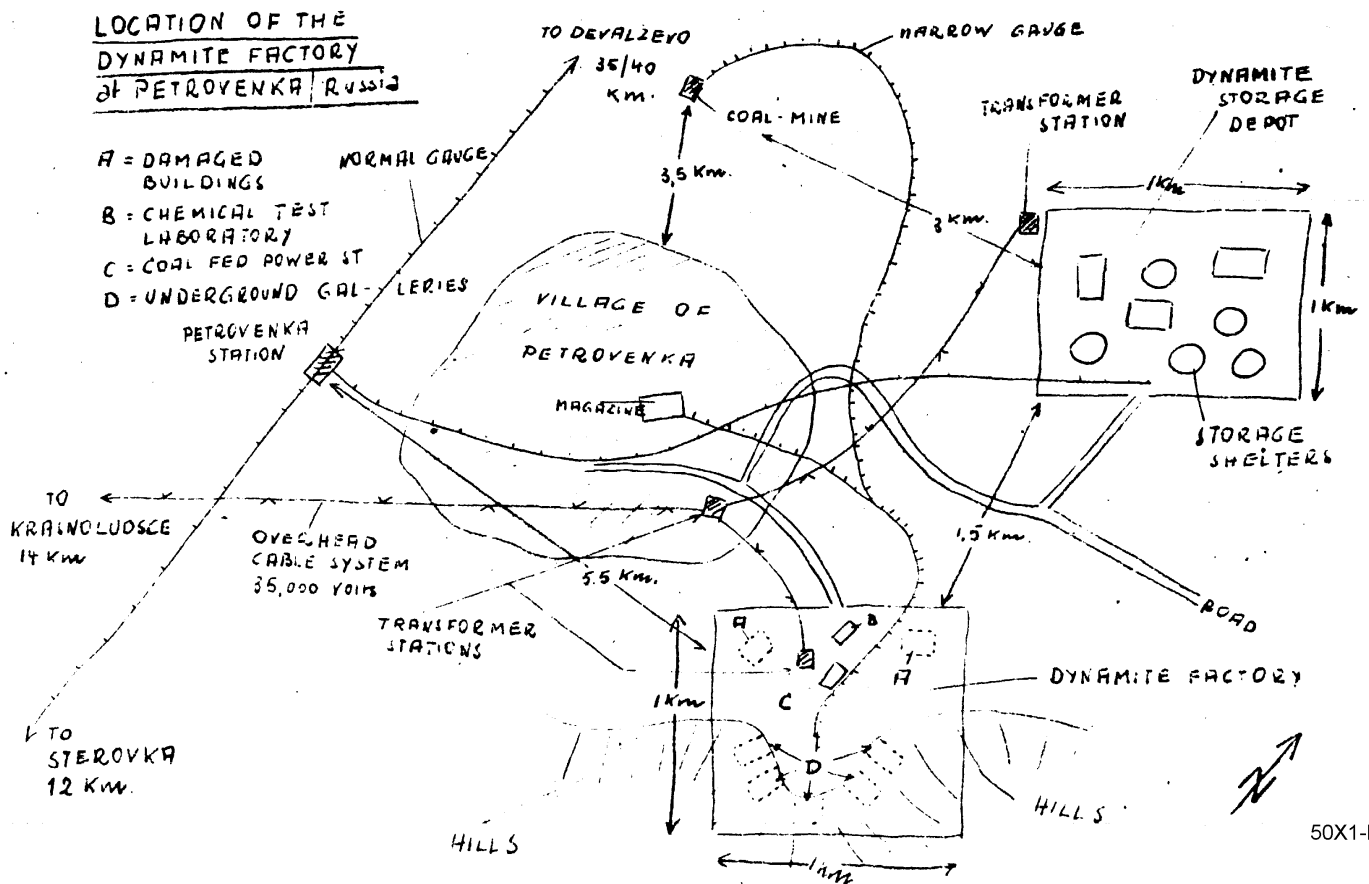 LOCATION OF THE
DYNAMITE FACTORY
at PETROVENKA / Russia
A = DAMAGED
BUILDINGS
B = CHEMICAL TEST
LABORATORY
C = COAL FED POWER ST
D = UNDERGROUND GAL- LERIES
NORMAL GAUGE
TO DEVALZEVO
35/40
Km.
NARROW GAUGE
COAL-MINE
3,5 Km.
TRANSFORMER
STATION
DYNAMITE
STORAGE
DEPOT
1Km
3 Km.
1Km
PETROVENKA
STATION
VILLAGE OF
PETROVENKA
MAGAZINE
STORAGE
SHELTERS
TO
KRAINOLUDSCE
14 Km
OVERHEAD
CABLE SYSTEM
35,000 Volts
5.5 Km.
1,5 Km.
ROAD
TRANSFORMER
STATIONS
A
B
A
C
D
1Km
DYNAMITE FACTORY
TO
STEROVKA
12 Km.
HILLS
HILLS
1Km
N
50X1-